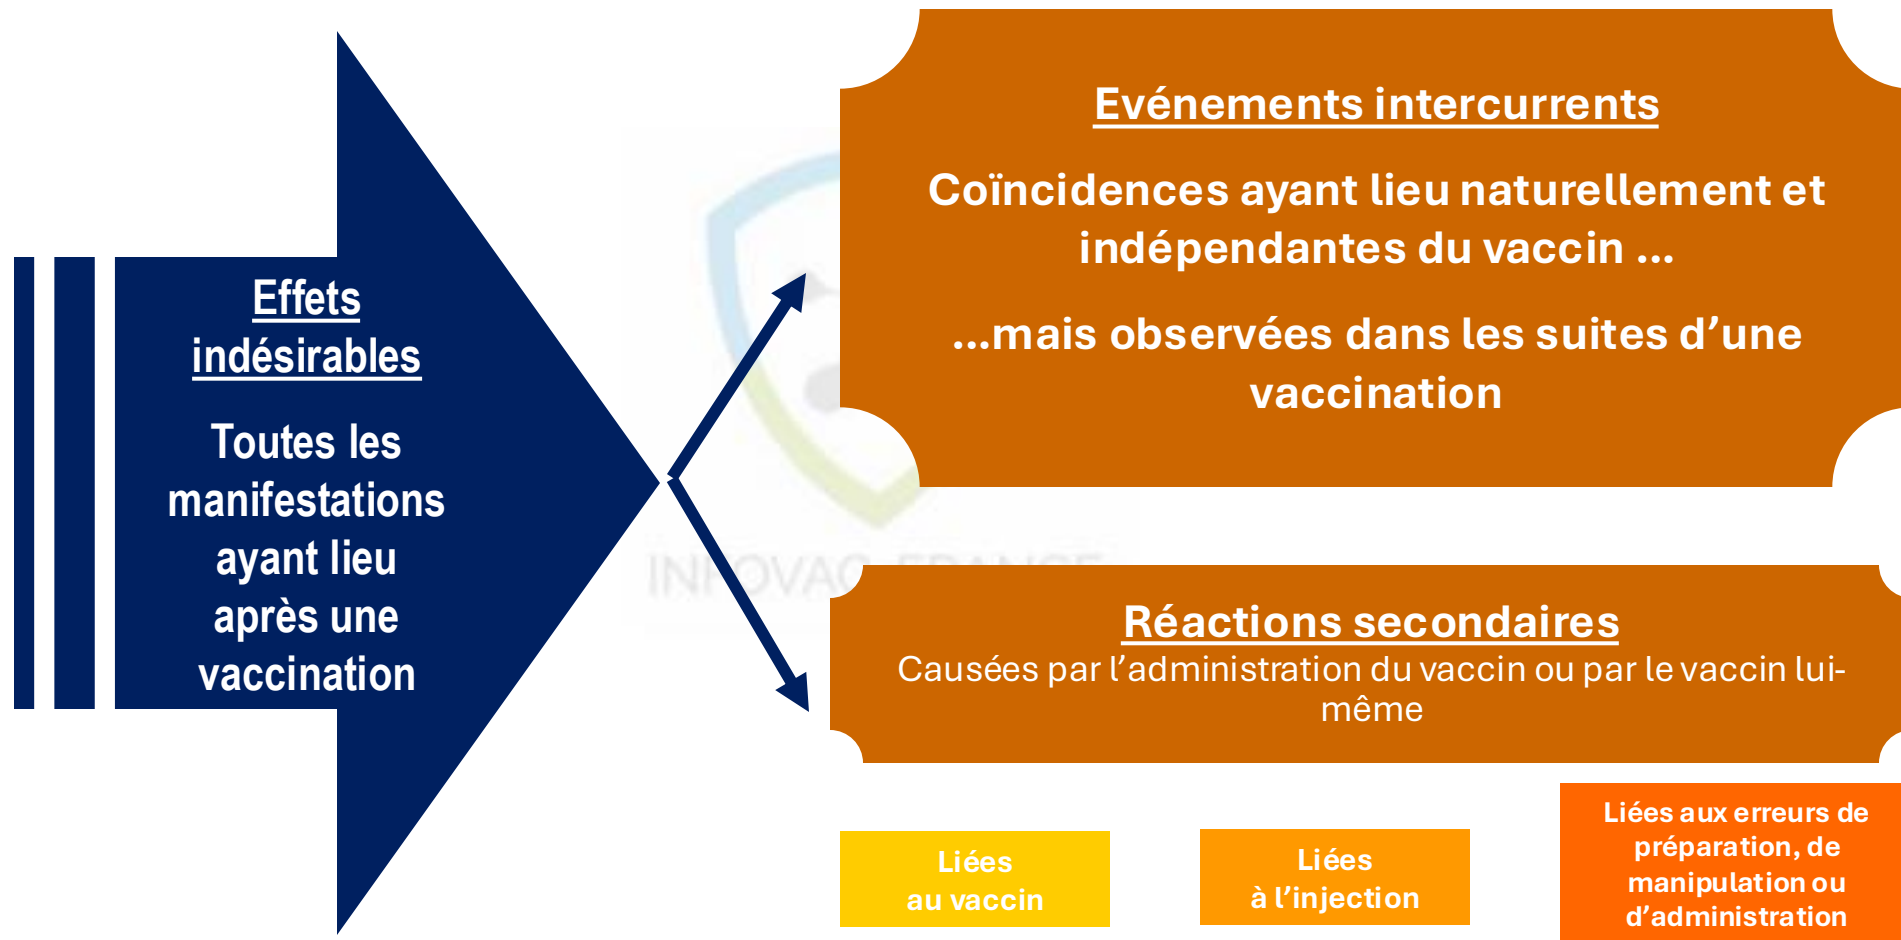 Effets
indésirables
Toutes les
manifestations
ayant lieu
après une
vaccination
Evénements intercurrents
Coïncidences ayant lieu naturellement et
indépendantes du vaccin ...
...mais observées dans les suites d’une
vaccination
INFOVAC-FRANCE
Réactions secondaires
Causées par l’administration du vaccin ou par le vaccin lui-
même
Liées
au vaccin
Liées
à l’injection
Liées aux erreurs de
préparation, de
manipulation ou
d’administration